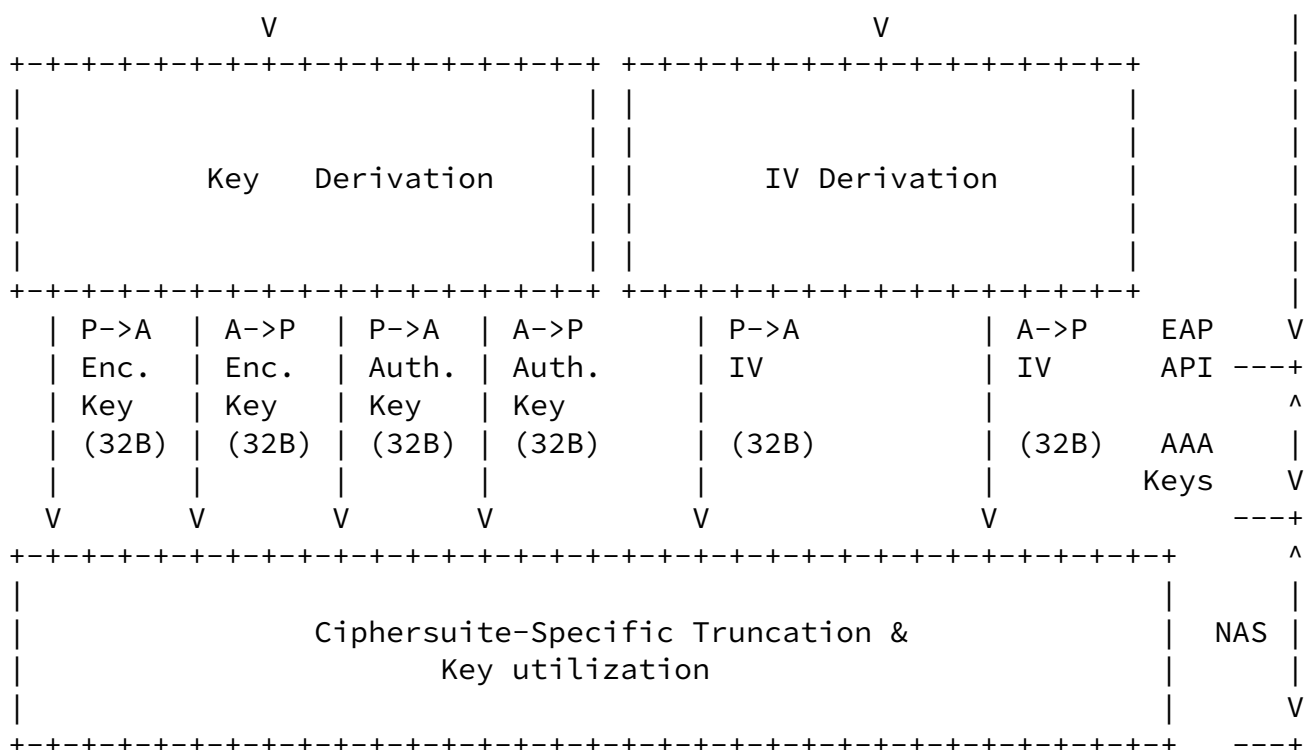 V V |
+-+-+-+-+-+-+-+-+-+-+-+-+-+-+-+-+ +-+-+-+-+-+-+-+-+-+-+-+-+-+-+ |
| | | | |
| | | | |
| Key Derivation | | IV Derivation | |
| | | | |
| | | | |
+-+-+-+-+-+-+-+-+-+-+-+-+-+-+-+-+ +-+-+-+-+-+-+-+-+-+-+-+-+-+-+ |
| P->A | A->P | P->A | A->P | P->A | A->P EAP V
| Enc. | Enc. | Auth. | Auth. | IV | IV API ---+
| Key | Key | Key | Key | | ^
| (32B) | (32B) | (32B) | (32B) | (32B) | (32B) AAA |
| | | | | | Keys V
V V V V V V ---+
+-+-+-+-+-+-+-+-+-+-+-+-+-+-+-+-+-+-+-+-+-+-+-+-+-+-+-+-+-+-+-+-+ ^
| | |
| Ciphersuite-Specific Truncation & | NAS |
| Key utilization | |
| | V
+-+-+-+-+-+-+-+-+-+-+-+-+-+-+-+-+-+-+-+-+-+-+-+-+-+-+-+-+-+-+-+-+ ---+